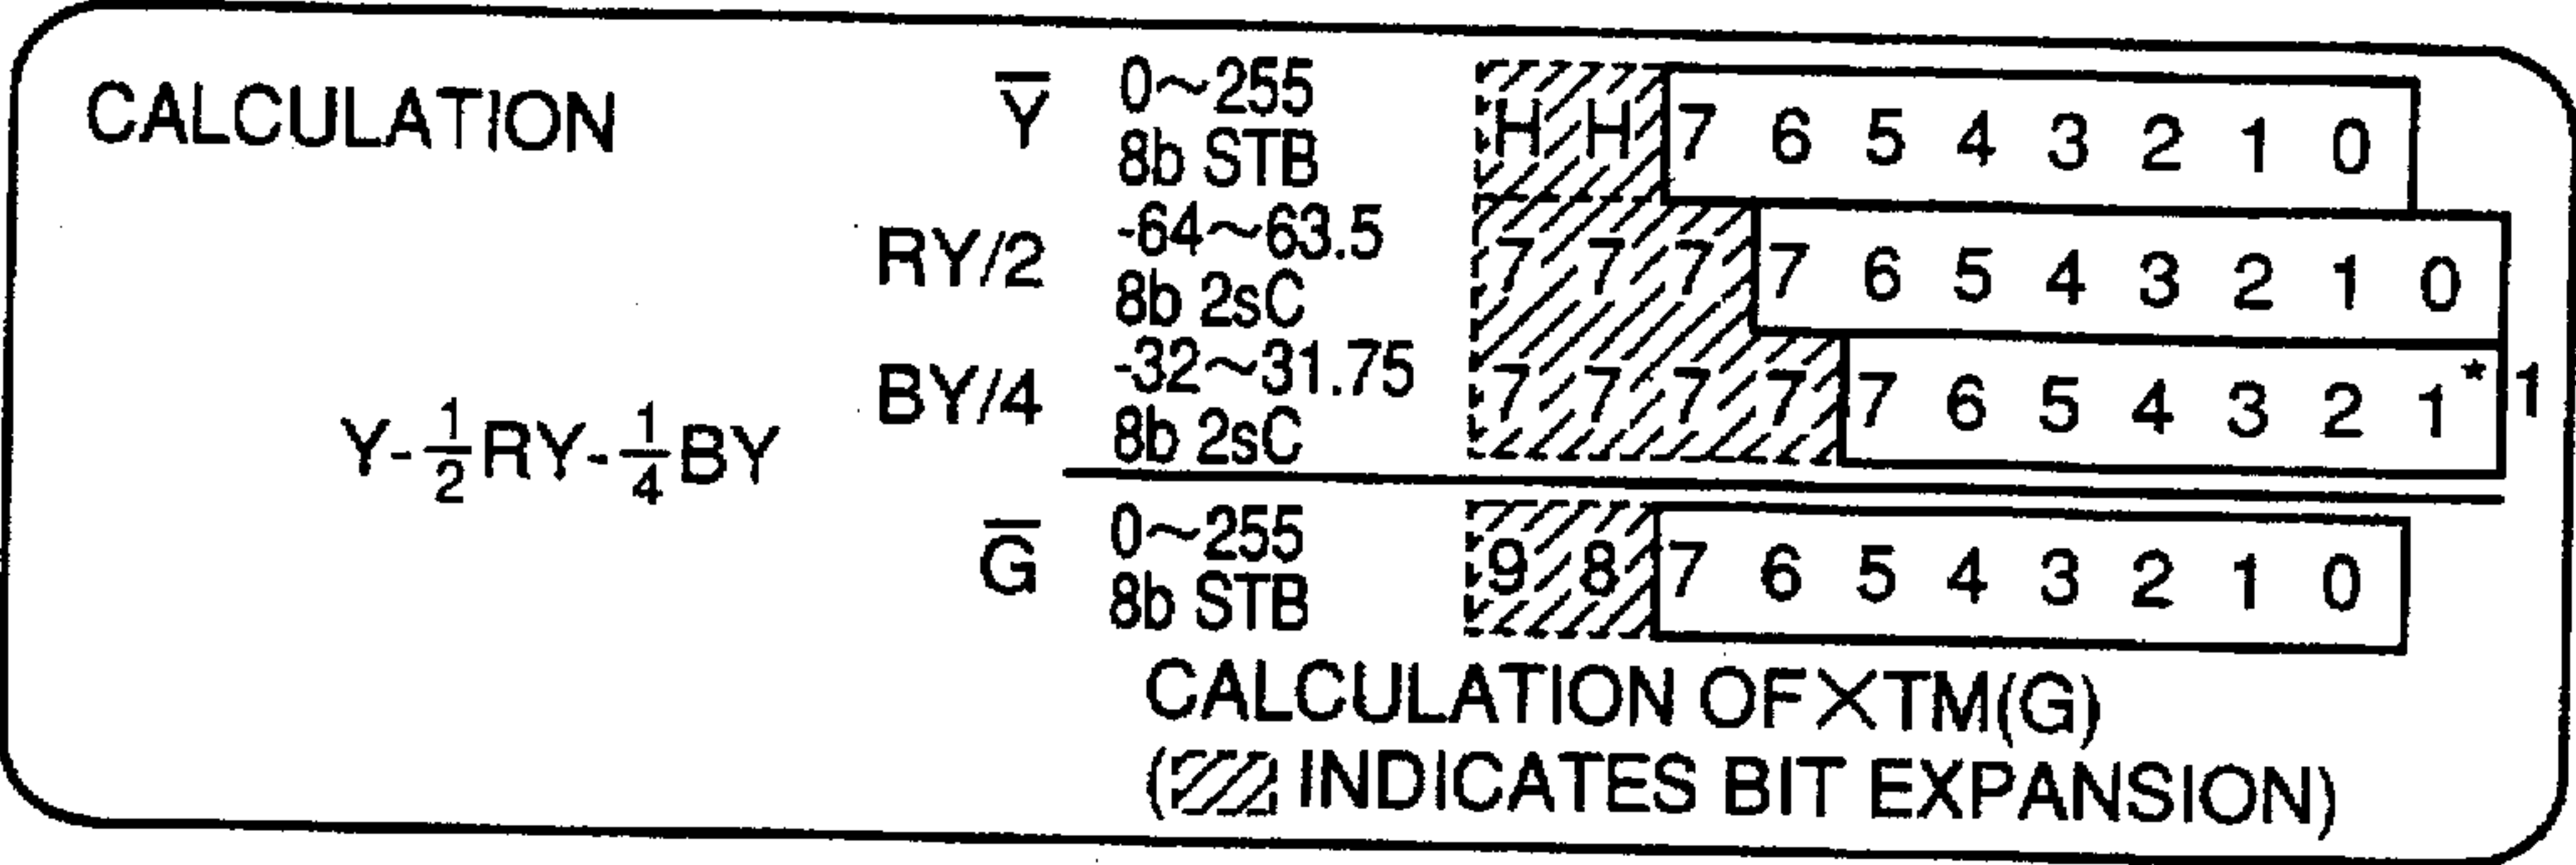 CALCULATION
Y̅ 0~255 8b STB H H 7 6 5 4 3 2 1 0
RY/2 -64~63.5 8b 2sC 7 7 7 7 6 5 4 3 2 1 0
BY/4 -32~31.75 8b 2sC 7 7 7 7 7 6 5 4 3 2 1 *1
Y-1/2RY-1/4BY
G̅ 0~255 8b STB 9 8 7 6 5 4 3 2 1 0
CALCULATION OF×TM(G)
( INDICATES BIT EXPANSION)